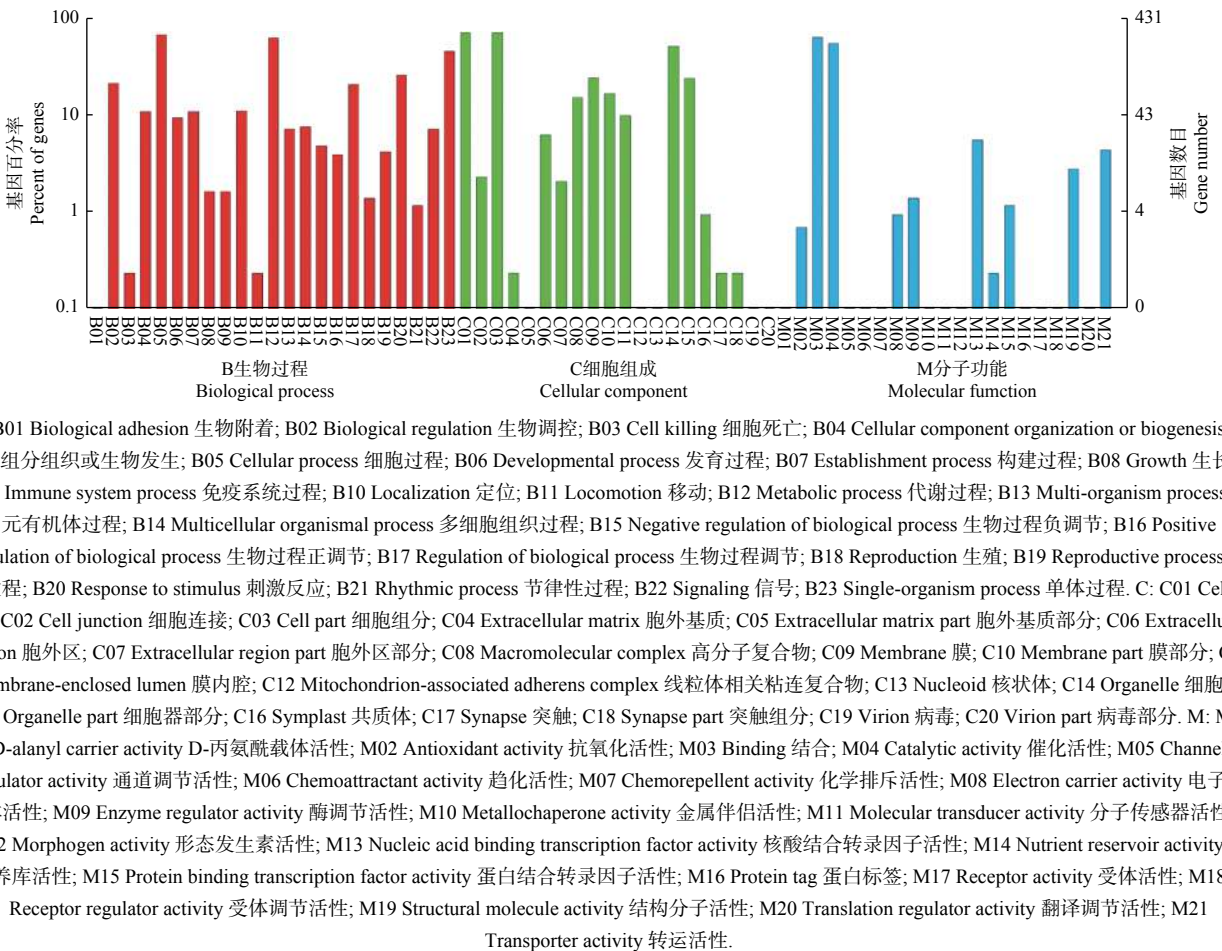 100
10
1
0.1
431
43
4
0
基因百分率
Percent of genes
基因数目
Gene number
B01 B02 B03 B04 B05 B06 B07 B08 B09 B10 B11 B12 B13 B14 B15 B16 B17 B18 B19 B20 B21 B22 B23 C01 C02 C03 C04 C05 C06 C07 C08 C09 C10 C11 C12 C13 C14 C15 C16 C17 C18 C19 C20 M01 M02 M03 M04 M05 M06 M07 M08 M09 M10 M11 M12 M13 M14 M15 M16 M17 M18 M19 M20 M21
B生物过程 C细胞组成 M分子功能
Biological process Cellular component Molecular fumction
B01 Biological adhesion 生物附着; B02 Biological regulation 生物调控; B03 Cell killing 细胞死亡; B04 Cellular component organization or biogenesis
组分组织或生物发生; B05 Cellular process 细胞过程; B06 Developmental process 发育过程; B07 Establishment process 构建过程; B08 Growth 生长
Immune system process 免疫系统过程; B10 Localization 定位; B11 Locomotion 移动; B12 Metabolic process 代谢过程; B13 Multi-organism process
元有机体过程; B14 Multicellular organismal process 多细胞组织过程; B15 Negative regulation of biological process 生物过程负调节; B16 Positive
ulation of biological process 生物过程正调节; B17 Regulation of biological process 生物过程调节; B18 Reproduction 生殖; B19 Reproductive process
程; B20 Response to stimulus 刺激反应; B21 Rhythmic process 节律性过程; B22 Signaling 信号; B23 Single-organism process 单体过程. C: C01 Cel
C02 Cell junction 细胞连接; C03 Cell part 细胞组分; C04 Extracellular matrix 胞外基质; C05 Extracellular matrix part 胞外基质部分; C06 Extracellu
on 胞外区; C07 Extracellular region part 胞外区部分; C08 Macromolecular complex 高分子复合物; C09 Membrane 膜; C10 Membrane part 膜部分;
mbrane-enclosed lumen 膜内腔; C12 Mitochondrion-associated adherens complex 线粒体相关粘连复合物; C13 Nucleoid 核状体; C14 Organelle 细胞
Organelle part 细胞器部分; C16 Symplast 共质体; C17 Synapse 突触; C18 Synapse part 突触组分; C19 Virion 病毒; C20 Virion part 病毒部分. M:
D-alanyl carrier activity D-丙氨酰载体活性; M02 Antioxidant activity 抗氧化活性; M03 Binding 结合; M04 Catalytic activity 催化活性; M05 Channel
ulator activity 通道调节活性; M06 Chemoattractant activity 趋化活性; M07 Chemorepellent activity 化学排斥活性; M08 Electron carrier activity 电子
活性; M09 Enzyme regulator activity 酶调节活性; M10 Metallochaperone activity 金属伴侣活性; M11 Molecular transducer activity 分子传感器活性
2 Morphogen activity 形态发生素活性; M13 Nucleic acid binding transcription factor activity 核酸结合转录因子活性; M14 Nutrient reservoir activity
养库活性; M15 Protein binding transcription factor activity 蛋白结合转录因子活性; M16 Protein tag 蛋白标签; M17 Receptor activity 受体活性; M18
Receptor regulator activity 受体调节活性; M19 Structural molecule activity 结构分子活性; M20 Translation regulator activity 翻译调节活性; M21
Transporter activity 转运活性.